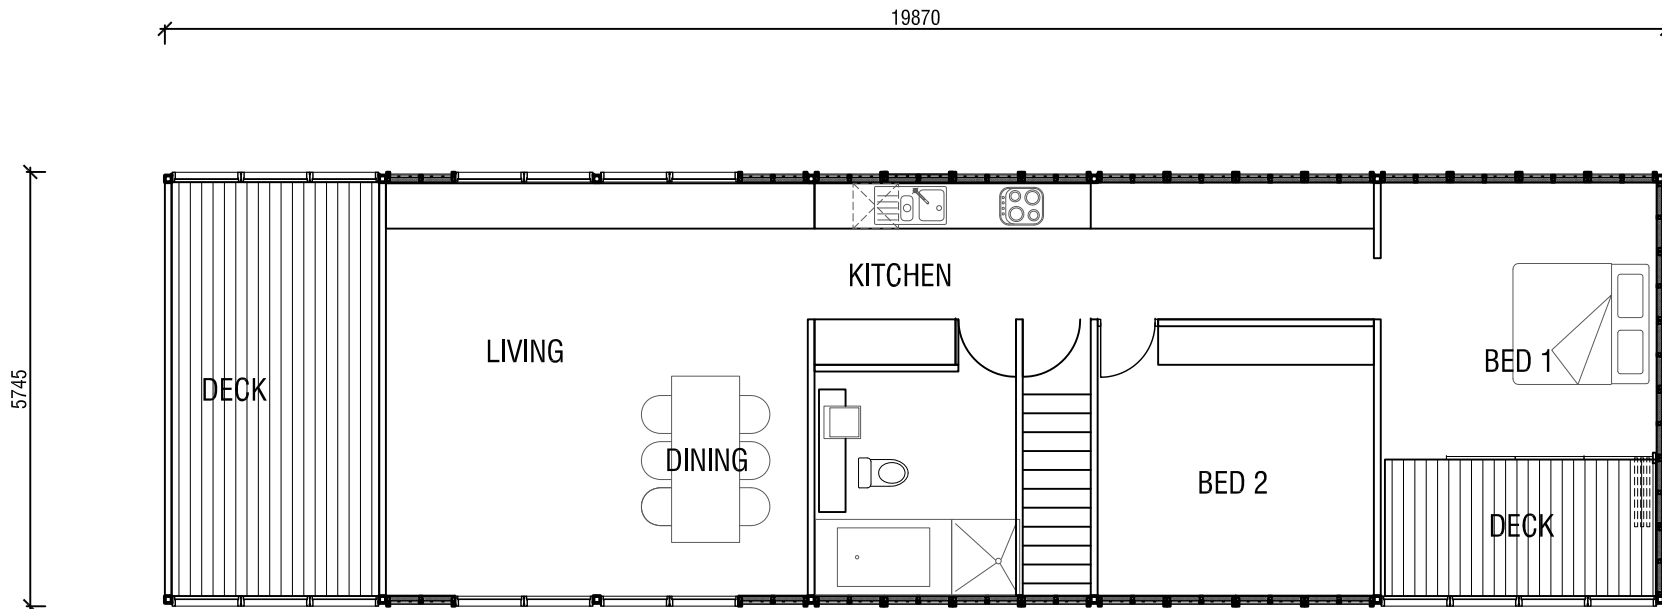 19870
5745
KITCHEN
LIVING
BED 1
DECK
DINING
BED 2
DECK